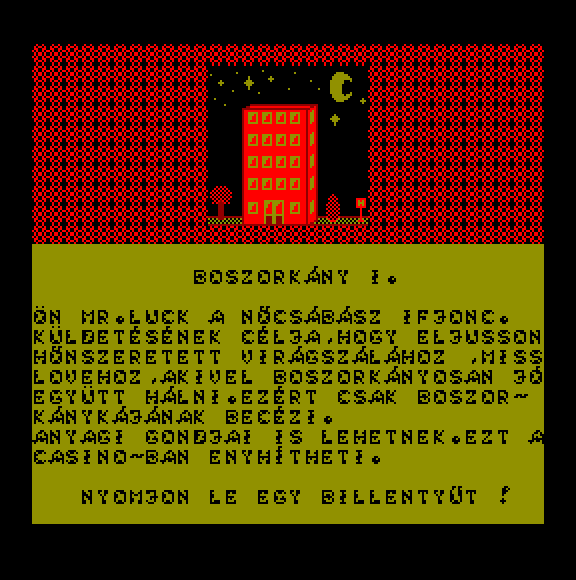 BOSZORKÁNY I.
ÖN MR.LUCK A NŐCSÁBÁSZ IFJONC.
KÜLDETÉSÉNEK CÉLJA,HOGY ELJUSSON
HŐNSZERETETT VIRÁGSZÁLÁHOZ ,MISS
LOVEHOZ,AKIVEL BOSZORKÁNYOSAN JÓ
EGYÜTT HÁLNI.EZÉRT CSAK BOSZOR~
KÁNYKÁJÁNAK BECÉZI.
ANYAGI GONDJAI IS LEHETNEK.EZT A
CASINO~BAN ENYHÍTHETI.
NYOMJON LE EGY BILLENTYŰT !